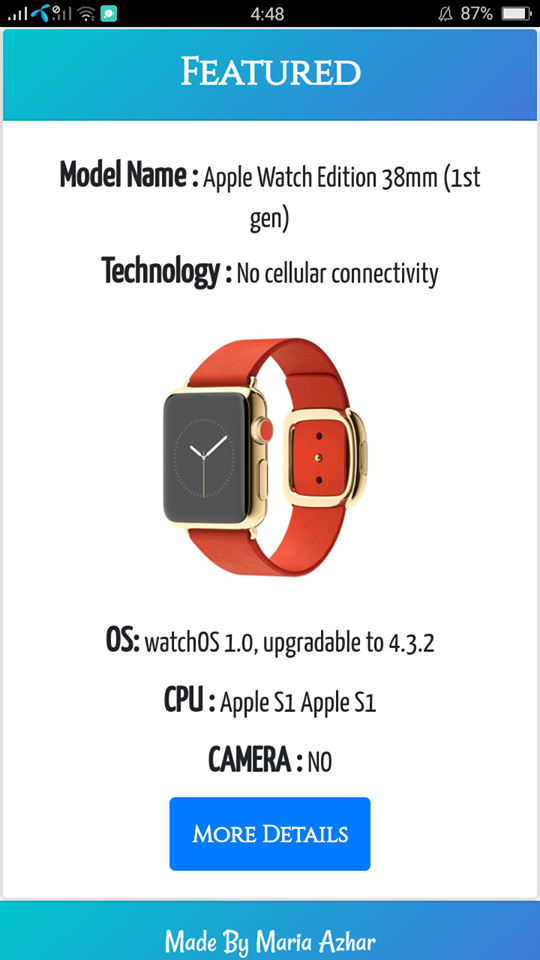 4:48 87%
Featured
Model Name : Apple Watch Edition 38mm (1st
gen)
Technology : No cellular connectivity
OS: watchOS 1.0, upgradable to 4.3.2
CPU : Apple S1 Apple S1
CAMERA : NO
More Details
Made By Maria Azhar